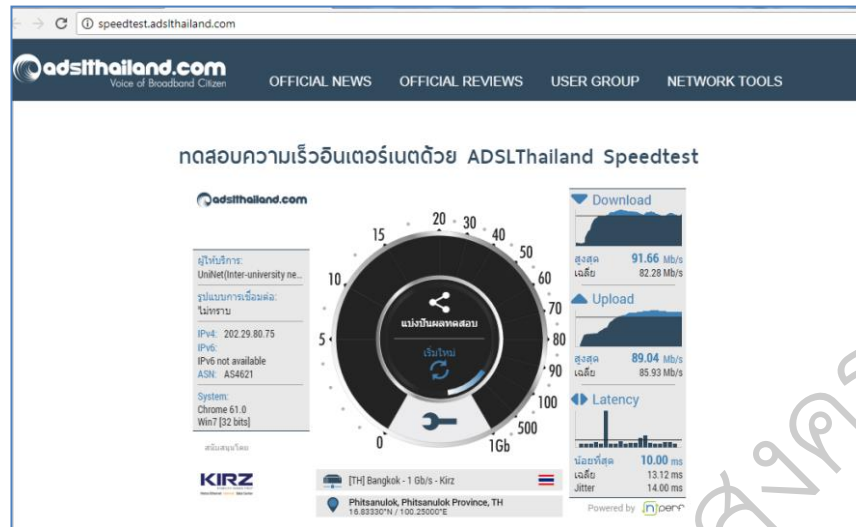 speedtest.adslthailand.com
adslthailand.com
Voice of Broadband Citizen
OFFICIAL NEWS OFFICIAL REVIEWS USER GROUP NETWORK TOOLS
ทดสอบความเร็วอินเตอร์เนตด้วย ADSLThailand Speedtest
adslthailand.com
ผู้ให้บริการ:
UniNet(Inter-university ne...
รูปแบบการเชื่อมต่อ:
ไม่ทราบ
IPv4: 202.29.80.75
IPv6:
IPv6 not available
ASN: AS4621
System:
Chrome 61.0
Win7 [32 bits]
สนับสนุนโดย
KIRZ
0
5
10
15
20
30
40
50
60
70
80
90
100
500
1Gb
แบ่งปันผลทดสอบ
เริ่มใหม่
[TH] Bangkok - 1 Gb/s - Kirz
Phitsanulok, Phitsanulok Province, TH
16.83330°N / 100.25000°E
Download
สูงสุด 91.66 Mb/s
เฉลี่ย 82.28 Mb/s
Upload
สูงสุด 89.04 Mb/s
เฉลี่ย 85.93 Mb/s
Latency
น้อยที่สุด 10.00 ms
เฉลี่ย 13.12 ms
Jitter 14.00 ms
Powered by nperf